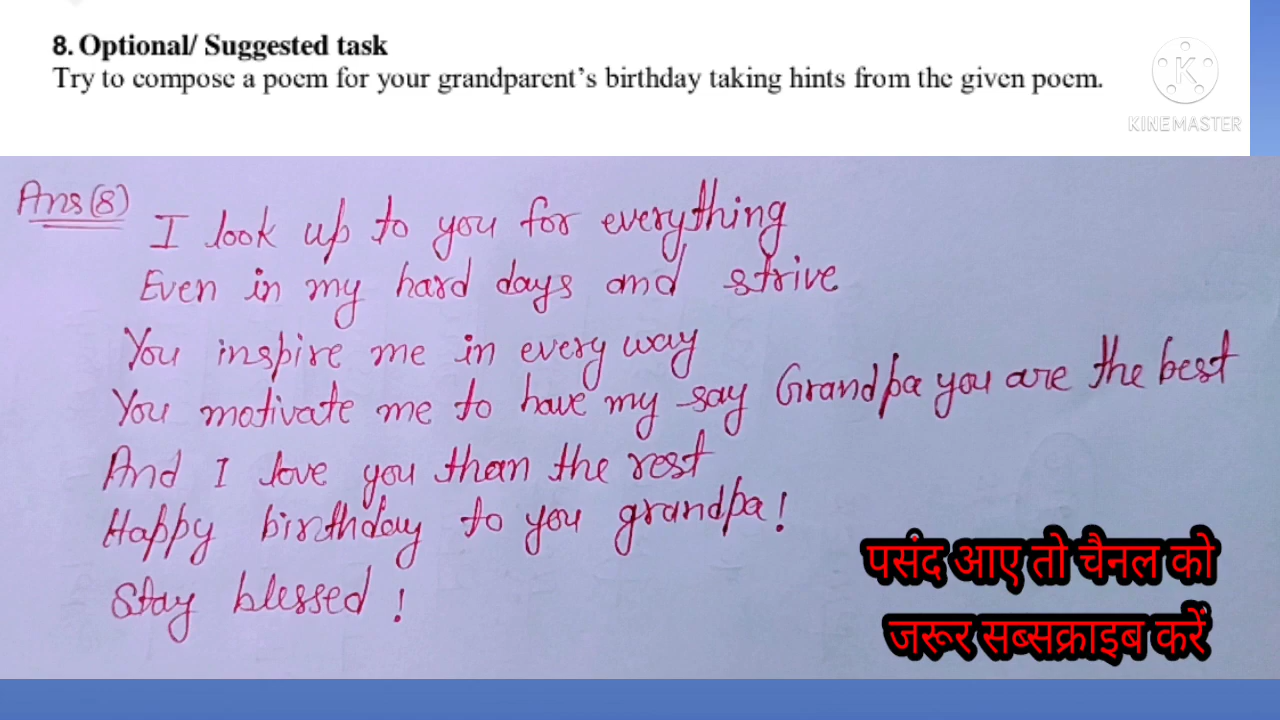 8. Optional/ Suggested task
Try to compose a poem for your grandparent's birthday taking hints from the given poem.
KINEMASTER
Ans (8)
I look up to you for everything
Even in my hard days and strive
You inspire me in every way
You motivate me to have my say Grandpa you are the best
And I love you than the rest
Happy birthday to you grandpa!
Stay blessed!
पसंद आए तो चैनल को
जरूर सब्सक्राइब करें